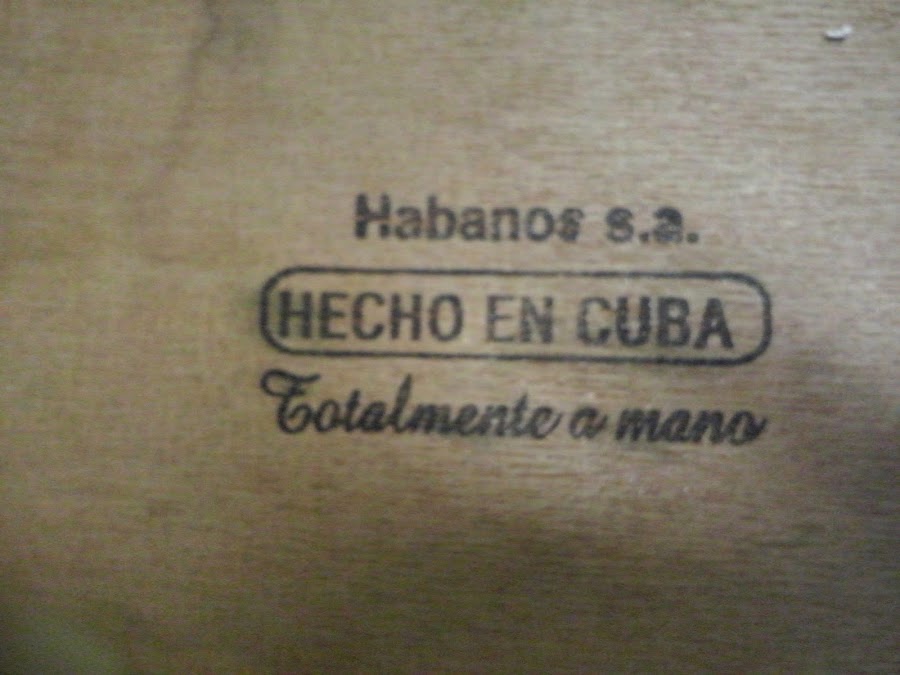 Habanos s.a.
HECHO EN CUBA
Totalmente a mano